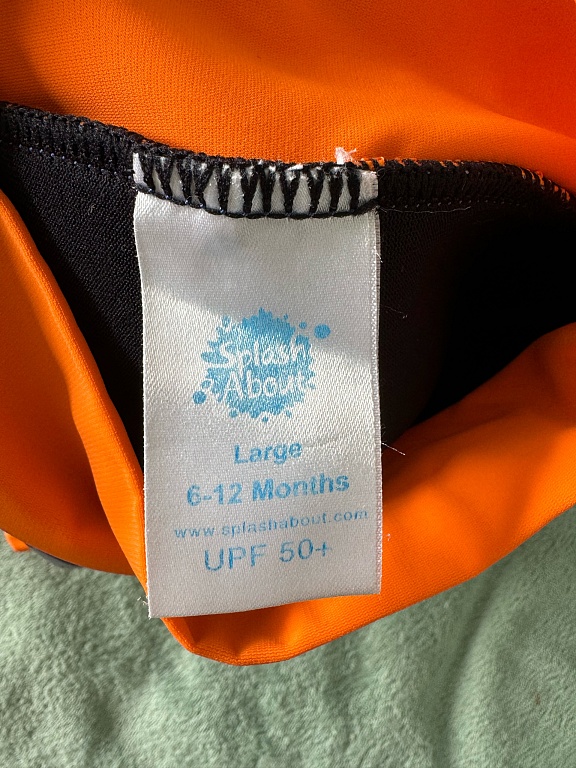 Splash
About
Large
6-12 Months
www.splashabout.com
UPF 50+